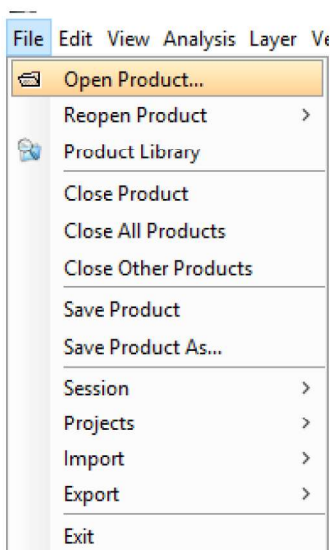 File Edit View Analysis Layer
Open Product...
Reopen Product
Product Library
Close Product
Close All Products
Close Other Products
Save Product
Save Product As...
Session
Projects
Import
Export
Exit